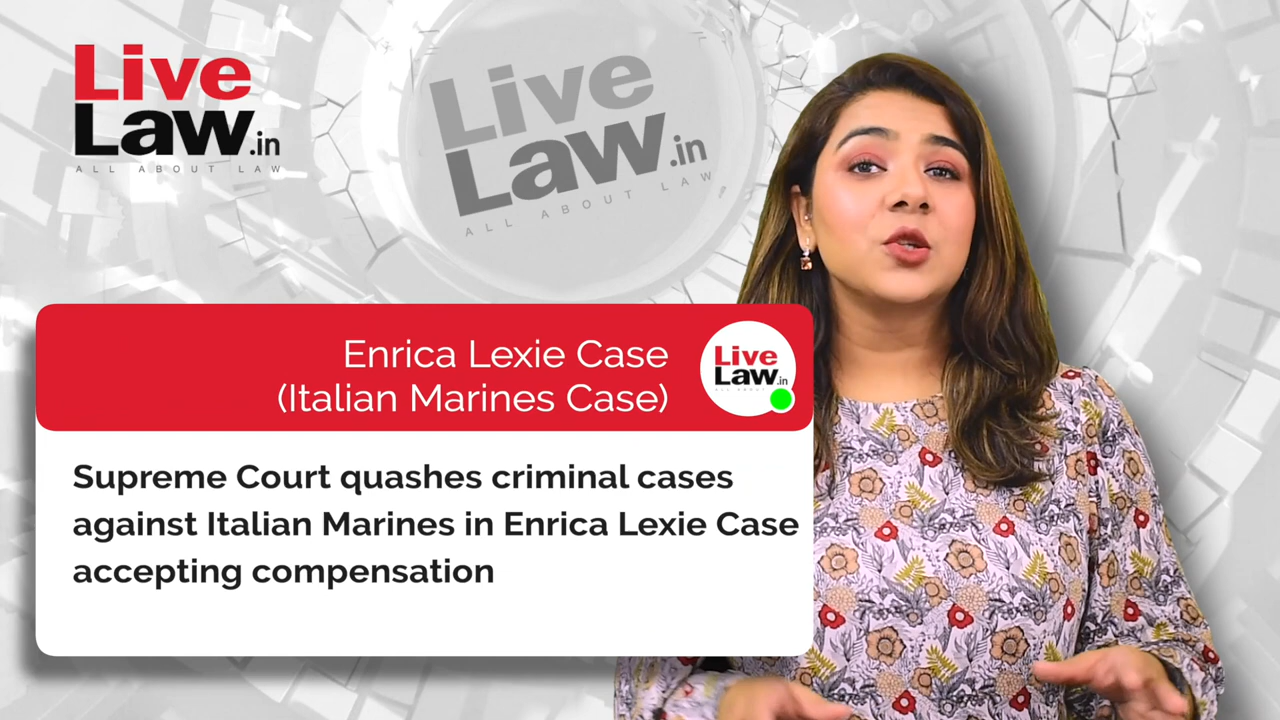 Live
Law.in
ALL ABOUT LAW
Live
Law.in
ALL ABOUT LAW
Enrica Lexie Case
(Italian Marines Case)
Live
Law.in
Supreme Court quashes criminal cases
against Italian Marines in Enrica Lexie Case
accepting compensation